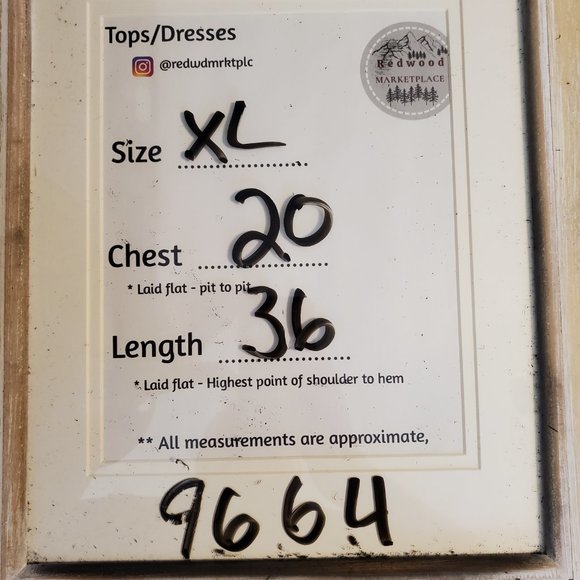 Tops/Dresses
@redwdmrktplc
Redwood
MARKETPLACE
Size XL
Chest 20
* Laid flat - pit to pit
Length 36
* Laid flat - Highest point of shoulder to hem
** All measurements are approximate,
9664